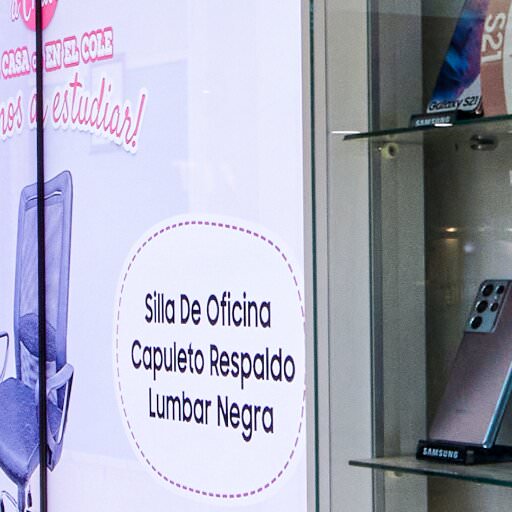 CASA o EN EL COLE
estudiar!
Silla De Oficina
Capuleto Respaldo
Lumbar Negra
S21
Galaxy S21
SAMSUNG
SAMSUNG